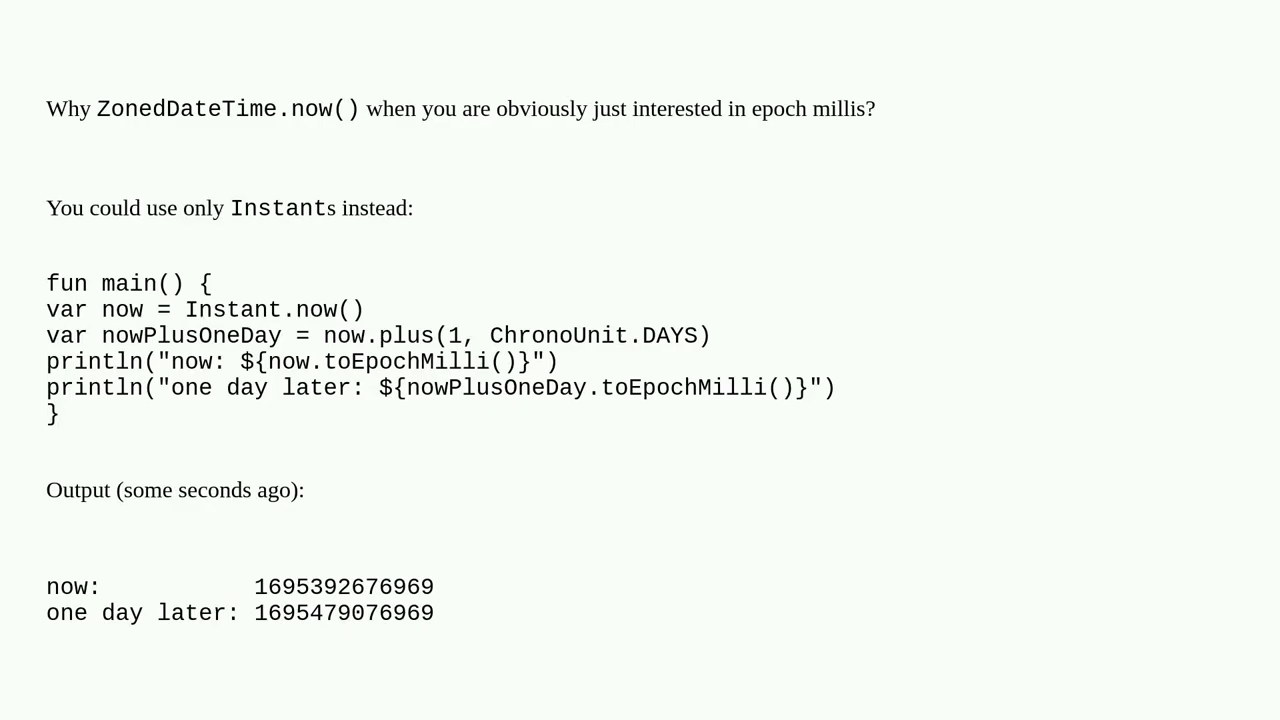 Why ZonedDateTime.now() when you are obviously just interested in epoch millis?
You could use only Instants instead:
fun main() {
var now = Instant.now()
var nowPlusOneDay = now.plus(1, ChronoUnit.DAYS)
println("now: ${now.toEpochMilli()}")
println("one day later: ${nowPlusOneDay.toEpochMilli()}")
}
Output (some seconds ago):
now:           1695392676969
one day later: 1695479076969